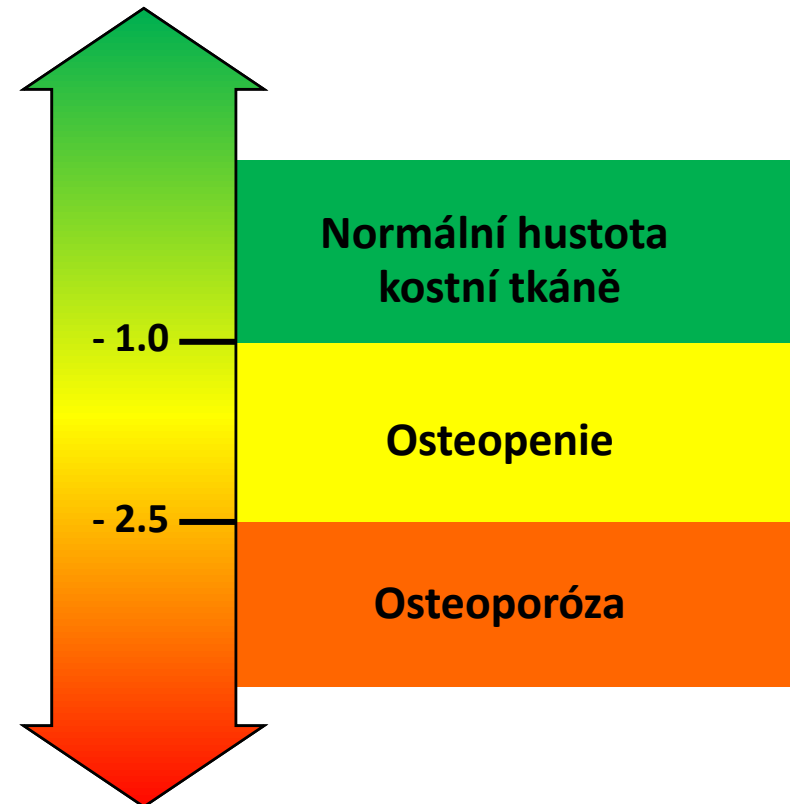 Normální hustota
kostní tkáně
- 1.0
Osteopenie
- 2.5
Osteoporóza